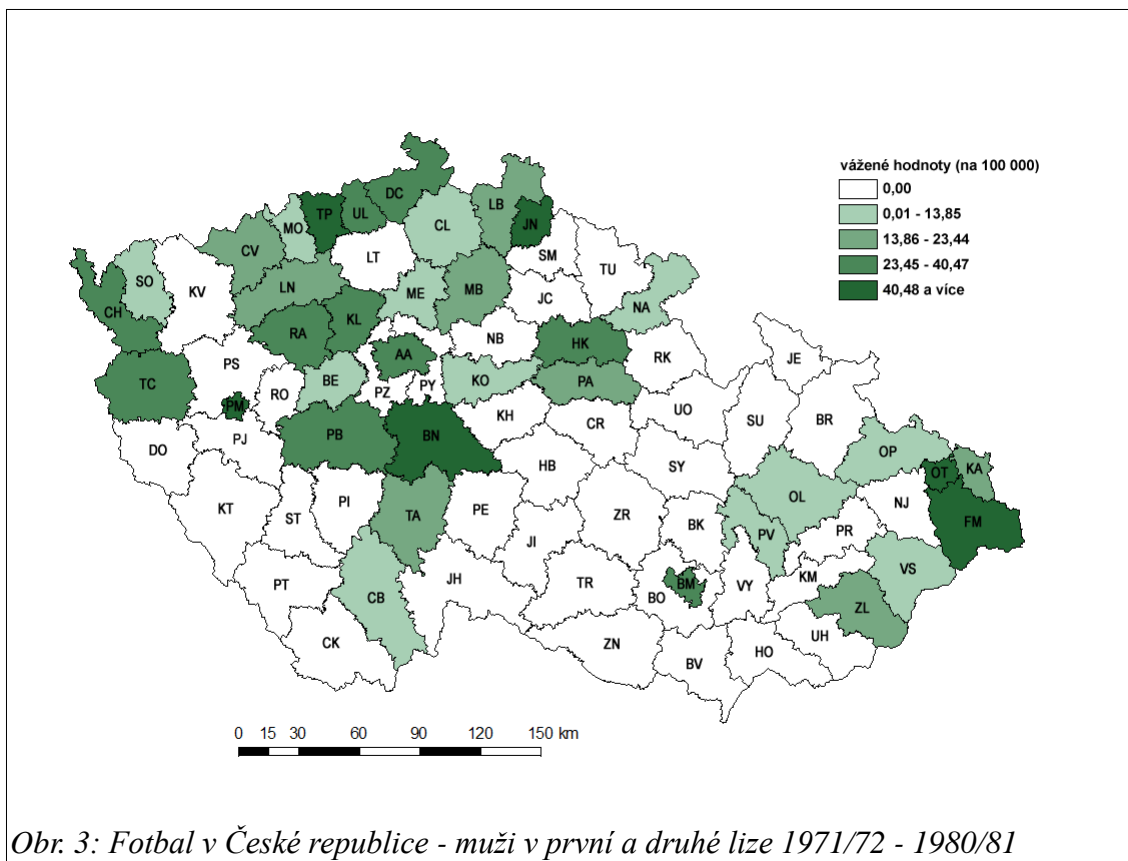 vážené hodnoty (na 100 000)
0,00
0,01 - 13,85
13,86 - 23,44
23,45 - 40,47
40,48 a více
DC
TP
UL
MO
CL
LB
JN
CV
LT
SM
TU
SO
KV
LN
ME
MB
JC
NA
CH
RA
KL
NB
HK
RK
JE
TC
PS
AA
BE
KO
PA
PM
RO
PZ
PY
KH
CR
UO
SU
BR
DO
PJ
PB
BN
HB
SY
OP
OT
KA
KT
ST
PI
TA
PE
ZR
BK
OL
PV
PR
NJ
FM
JI
PT
CB
JH
TR
BO
BM
VY
KM
VS
ZL
CK
ZN
BV
HO
UH
0 15 30 60 90 120 150 km
Obr. 3: Fotbal v České republice - muži v první a druhé lize 1971/72 - 1980/81